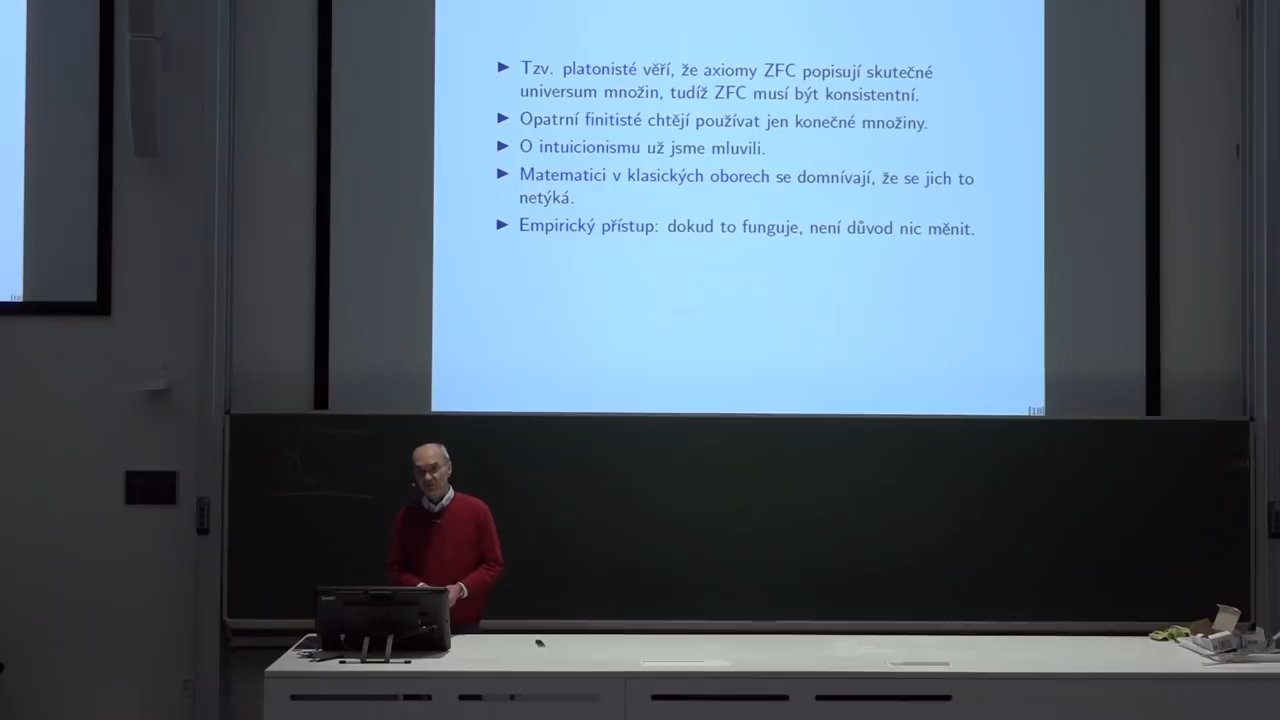 ▶ Tzv. platonisté věří, že axiomy ZFC popisují skutečné
universum množin, tudíž ZFC musí být konsistentní.
▶ Opatrní finitisté chtějí používat jen konečné množiny.
▶ O intuicionismu už jsme mluvili.
▶ Matematici v klasických oborech se domnívají, že se jich to
netýká.
▶ Empirický přístup: dokud to funguje, není důvod nic měnit.
[18]